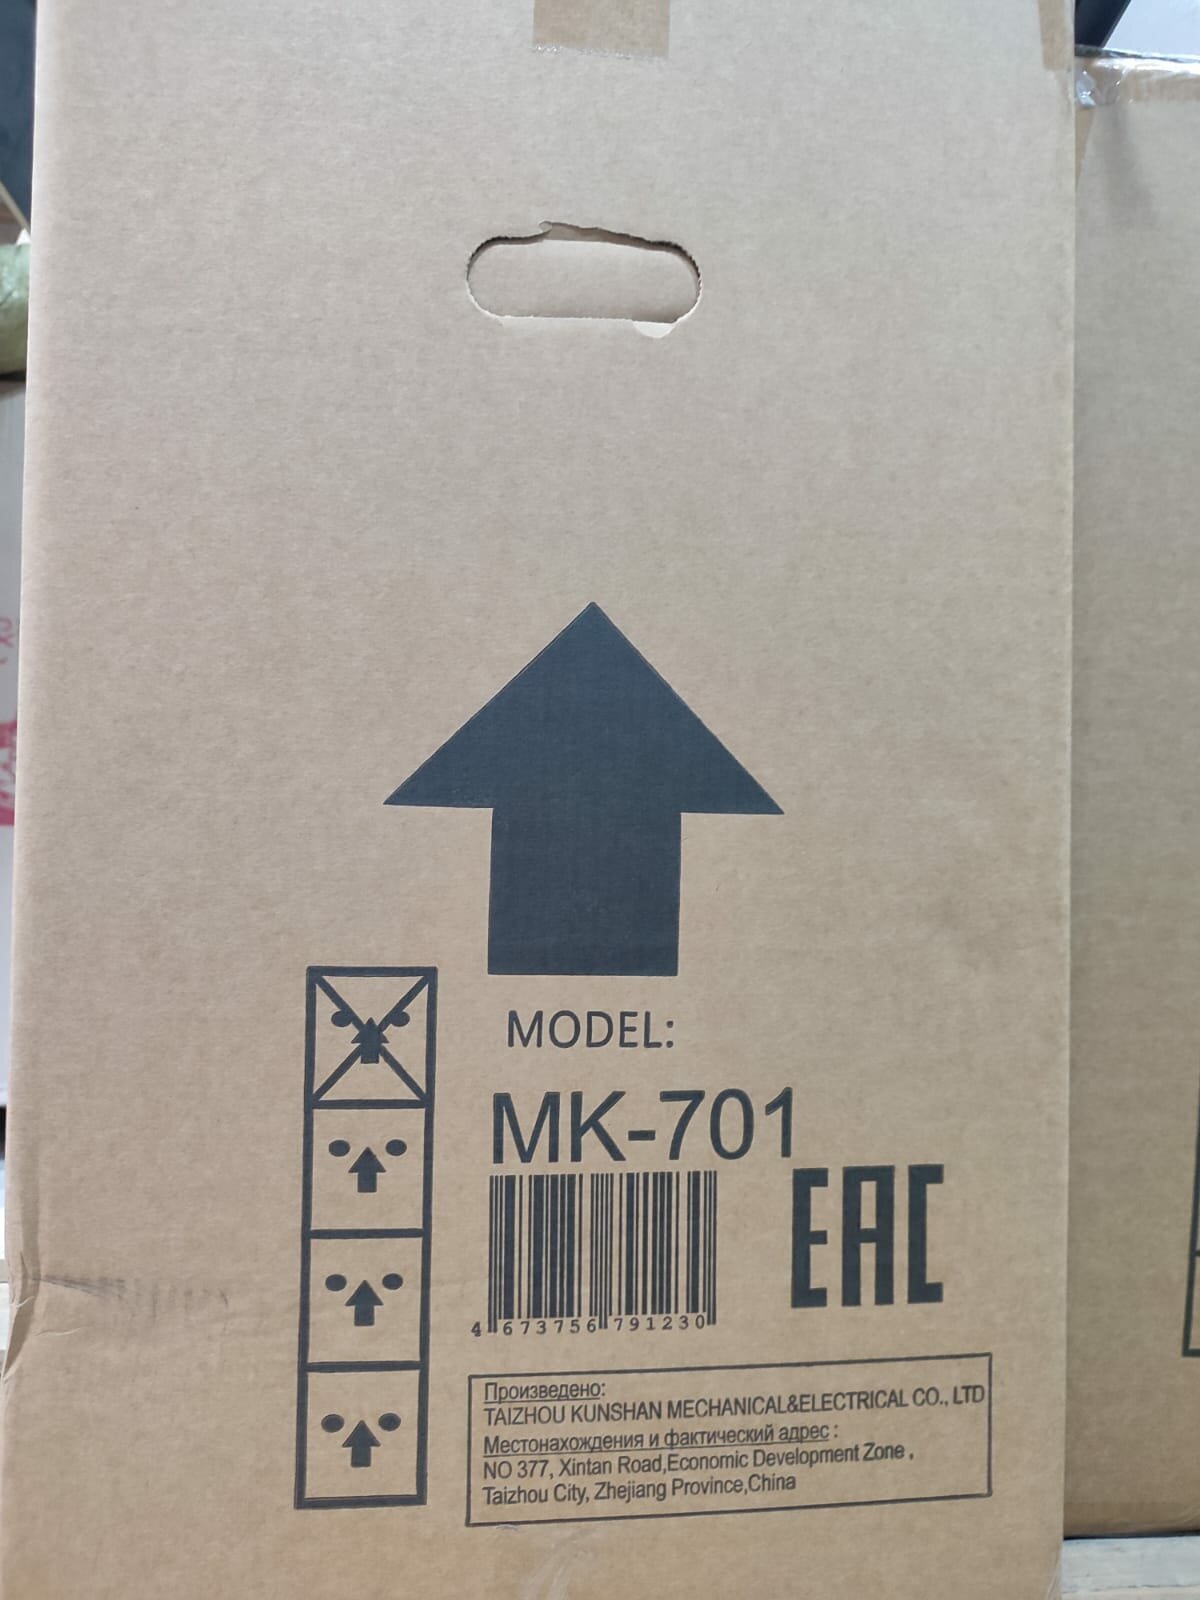 MODEL:
MK-701
EAC
4 673756 791230
Произведено:
TAIZHOU KUNSHAN MECHANICAL&ELECTRICAL CO., LTD
Местонахождения и фактический адрес :
NO 377, Xintan Road,Economic Development Zone ,
Taizhou City, Zhejiang Province,China